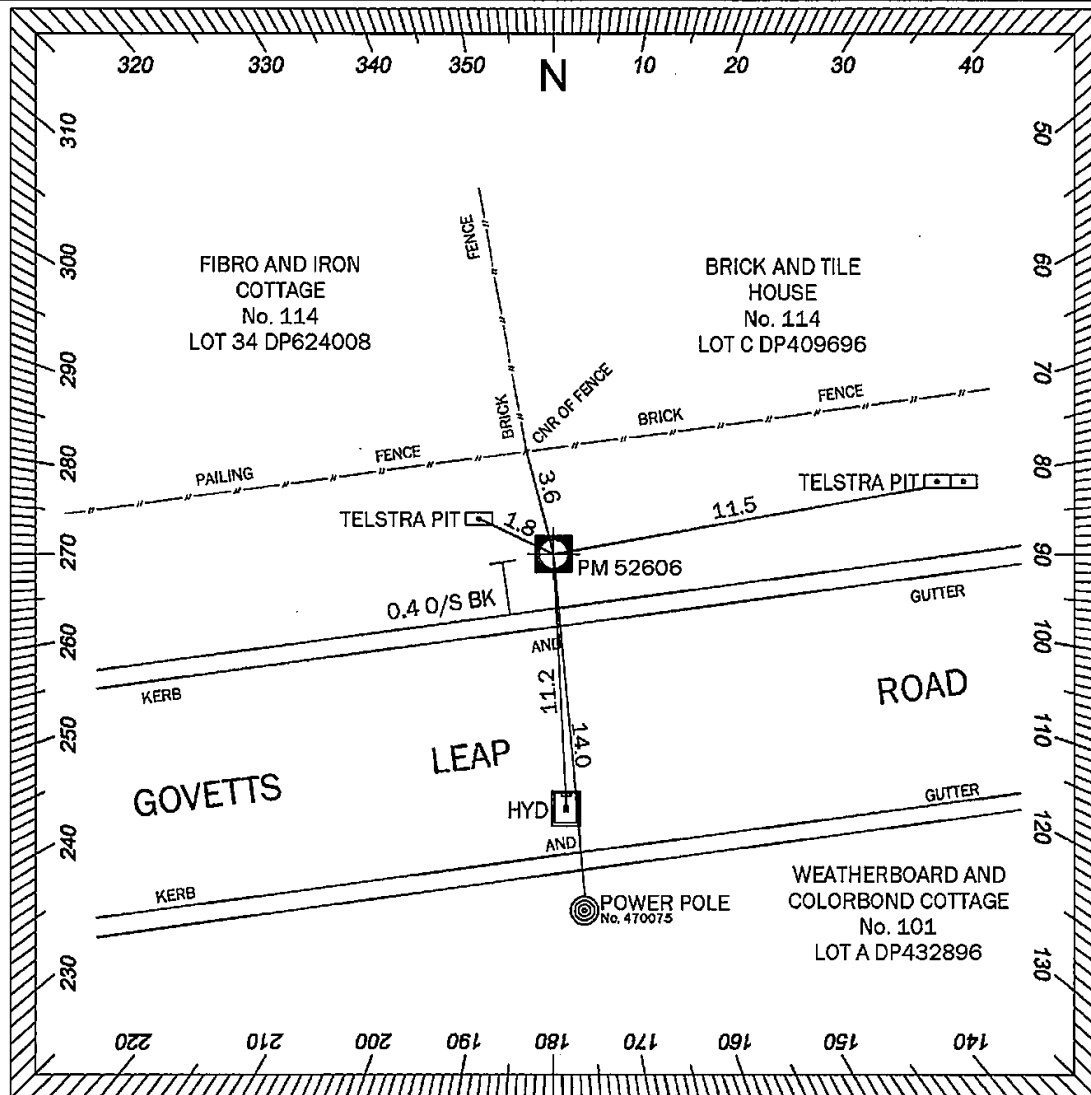 320 330 340 350 N 10 20 30 40
310 50
300 60
290 70
280 80
270 90
260 100
250 110
240 120
230 130
220 210 200 190 180 170 160 150 140
FENCE
FIBRO AND IRON
COTTAGE
No. 114
LOT 34 DP624008
BRICK AND TILE
HOUSE
No. 114
LOT C DP409696
BRICK
CNR OF FENCE
BRICK FENCE
PAILING FENCE
3.6
TELSTRA PIT
1.8
11.5
TELSTRA PIT
PM 52606
0.4 O/S BK
KERB AND GUTTER
11.2
14.0
GOVETTS LEAP ROAD
HYD
KERB AND GUTTER
POWER POLE
No. 470075
WEATHERBOARD AND
COLORBOND COTTAGE
No. 101
LOT A DP432896